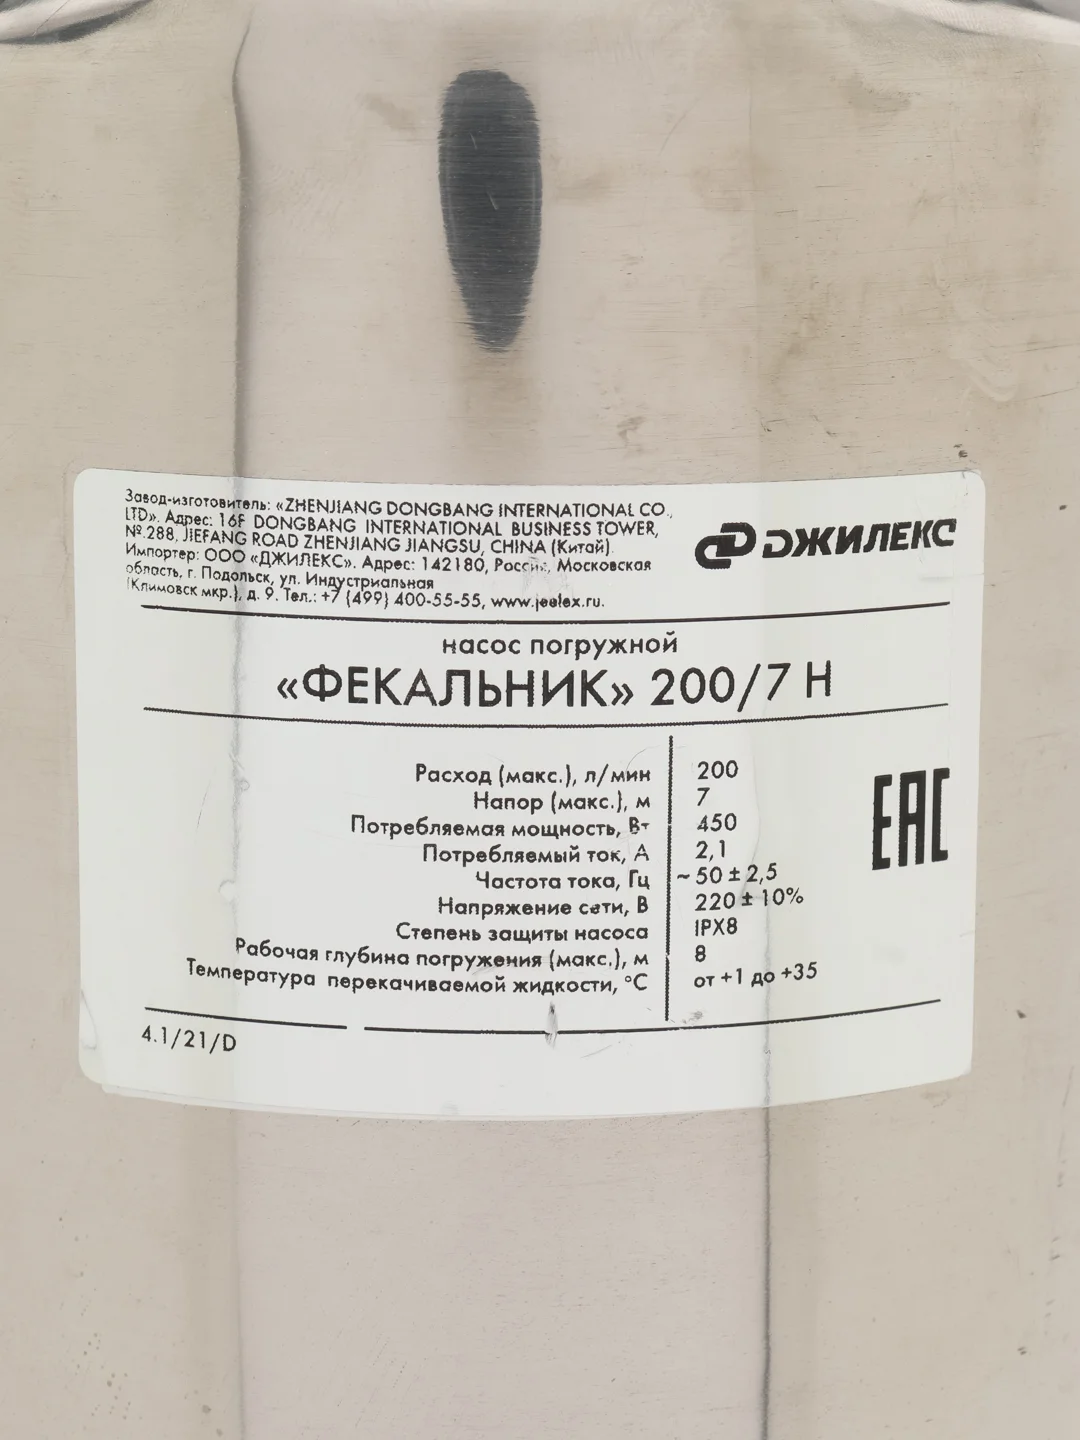 Завод-изготовитель: «ZHENJIANG DONGBANG INTERNATIONAL CO.,
LTD». Адрес: 16F DONGBANG INTERNATIONAL BUSINESS TOWER,
№.288, JIEFANG ROAD ZHENJIANG JIANGSU, CHINA (Китай).
Импортер: ООО «ДЖИЛЕКС». Адрес: 142180, Россия, Московская
область, г. Подольск, ул. Индустриальная
(Климовск мкр.), д. 9. Тел.: +7 (499) 400-55-55, www.jeelex.ru.
ДЖИЛЕКС
насос погружной
«ФЕКАЛЬНИК» 200/7 Н
Расход (макс.), л/мин 200
Напор (макс.), м 7
Потребляемая мощность, Вт 450
Потребляемый ток, А 2,1
Частота тока, Гц ~50±2,5
Напряжение сети, В 220±10%
Степень защиты насоса IPX8
Рабочая глубина погружения (макс.), м 8
Температура перекачиваемой жидкости, °С от +1 до +35
EAC
4.1/21/D